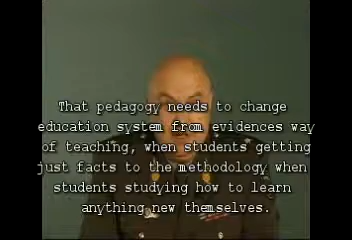 That pedagogy needs to change
education system from evidences way
of teaching, when students getting
just facts to the methodology when
students studying how to learn
anything new themselves.